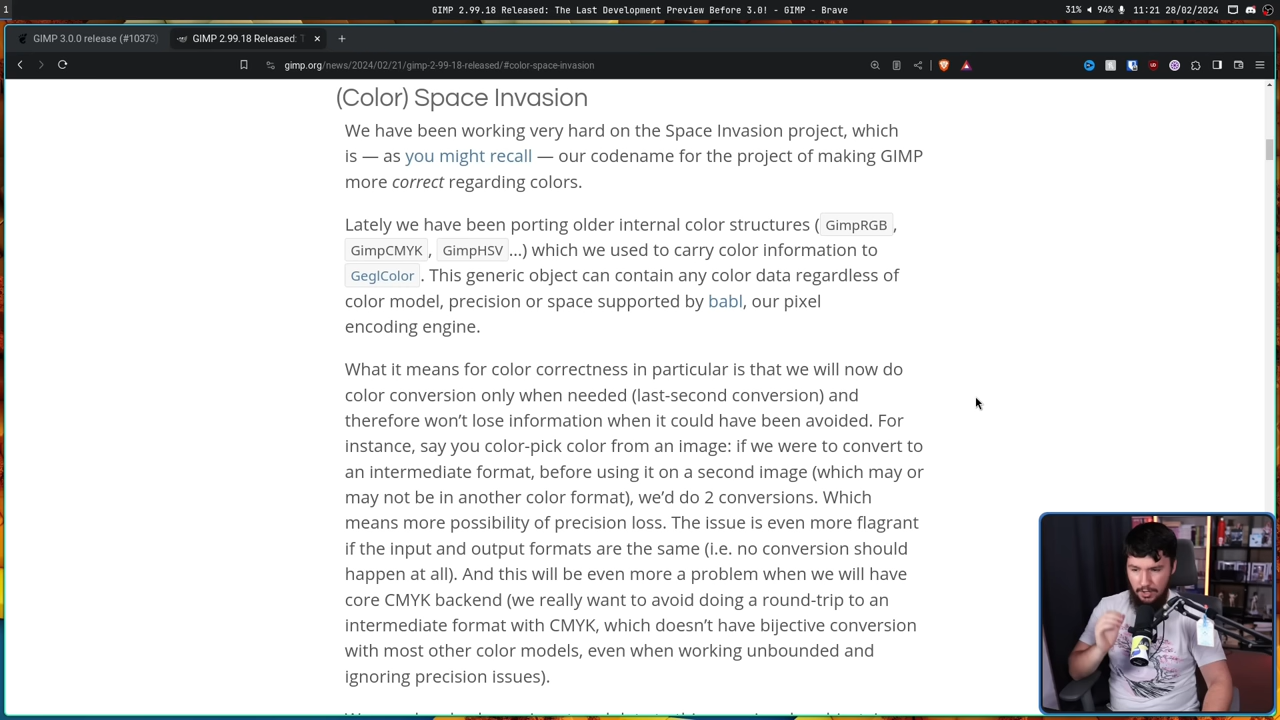 1
GIMP 2.99.18 Released: The Last Development Preview Before 3.0! - GIMP - Brave
31% 94% 11:21 28/02/2024
GIMP 3.0.0 release (#10373)
GIMP 2.99.18 Released: T
gimp.org/news/2024/02/21/gimp-2-99-18-released/#color-space-invasion
(Color) Space Invasion
We have been working very hard on the Space Invasion project, which
is — as you might recall — our codename for the project of making GIMP
more correct regarding colors.
Lately we have been porting older internal color structures ( GimpRGB ,
GimpCMYK , GimpHSV …) which we used to carry color information to
GeglColor . This generic object can contain any color data regardless of
color model, precision or space supported by babl, our pixel
encoding engine.
What it means for color correctness in particular is that we will now do
color conversion only when needed (last-second conversion) and
therefore won’t lose information when it could have been avoided. For
instance, say you color-pick color from an image: if we were to convert to
an intermediate format, before using it on a second image (which may or
may not be in another color format), we’d do 2 conversions. Which
means more possibility of precision loss. The issue is even more flagrant
if the input and output formats are the same (i.e. no conversion should
happen at all). And this will be even more a problem when we will have
core CMYK backend (we really want to avoid doing a round-trip to an
intermediate format with CMYK, which doesn’t have bijective conversion
with most other color models, even when working unbounded and
ignoring precision issues).